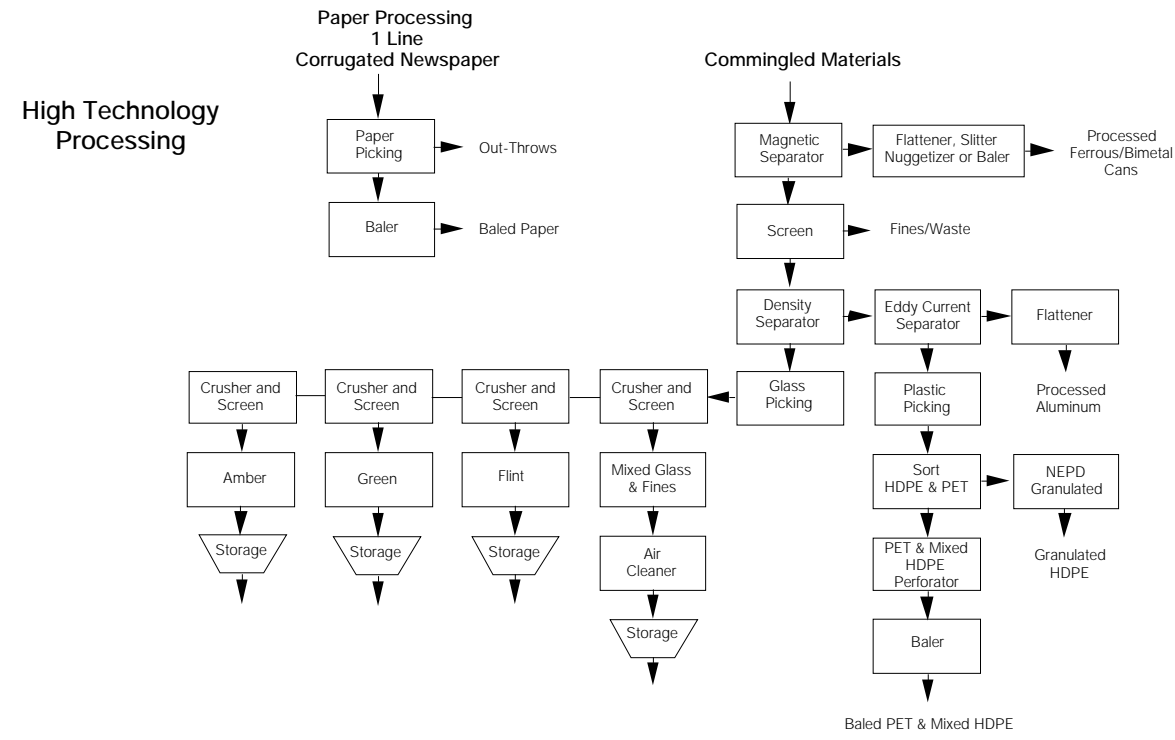 Paper Processing
1 Line
Corrugated Newspaper
Commingled Materials
High Technology
Processing
Paper
Picking
Out-Throws
Magnetic
Separator
Flattener, Slitter
Nuggetizer or Baler
Processed
Ferrous/Bimetal
Cans
Baler
Baled Paper
Screen
Fines/Waste
Density
Separator
Eddy Current
Separator
Flattener
Crusher and
Screen
Crusher and
Screen
Crusher and
Screen
Crusher and
Screen
Glass
Picking
Plastic
Picking
Processed
Aluminum
Amber
Green
Flint
Mixed Glass
& Fines
Sort
HDPE & PET
NEPD
Granulated
Storage
Storage
Storage
Air
Cleaner
PET & Mixed
HDPE
Perforator
Granulated
HDPE
Storage
Baler
Baled PET & Mixed HDPE